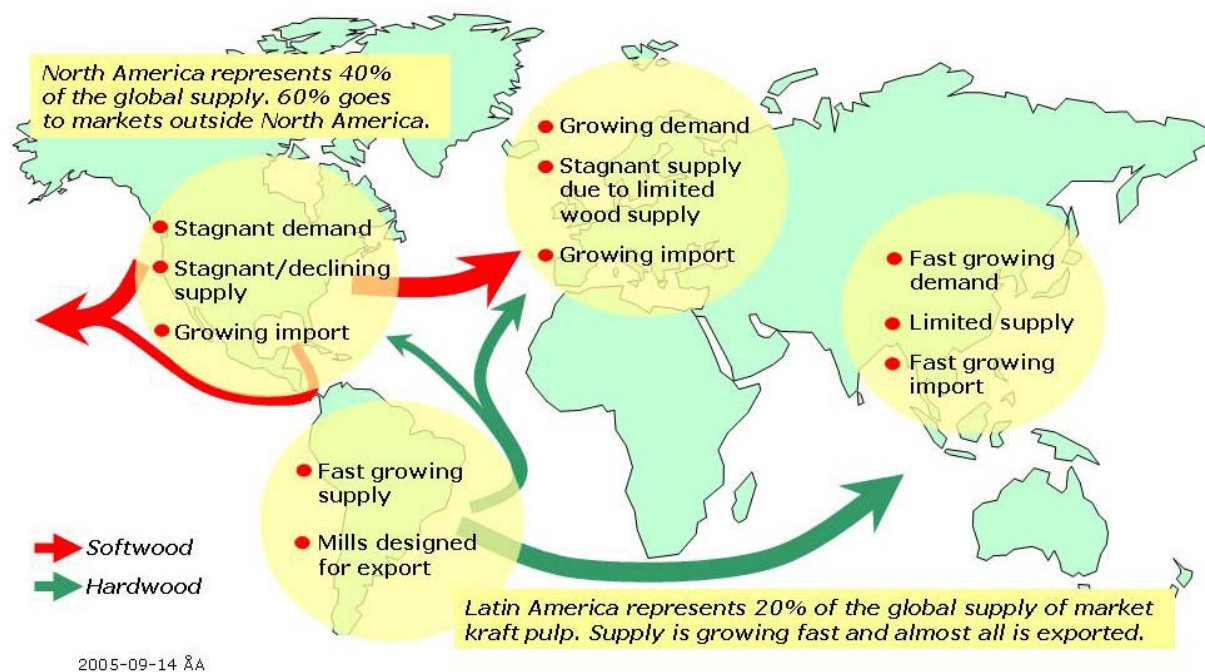 North America represents 40%
of the global supply. 60% goes
to markets outside North America.
Stagnant demand
Stagnant/declining
supply
Growing import
Growing demand
Stagnant supply
due to limited
wood supply
Growing import
Fast growing
demand
Limited supply
Fast growing
import
Fast growing
supply
Mills designed
for export
Softwood
Hardwood
Latin America represents 20% of the global supply of market
kraft pulp. Supply is growing fast and almost all is exported.
2005-09-14 ÅA